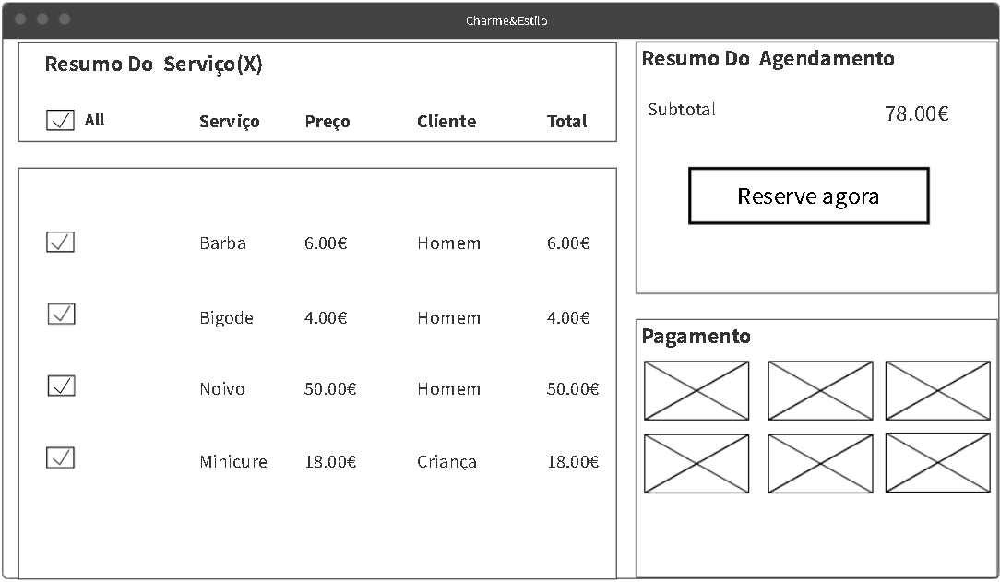 Charme&Estilo
Resumo Do Serviço(X)
All Serviço Preço Cliente Total
Barba 6.00€ Homem 6.00€
Bigode 4.00€ Homem 4.00€
Noivo 50.00€ Homem 50.00€
Minicure 18.00€ Criança 18.00€
Resumo Do Agendamento
Subtotal 78.00€
Reserve agora
Pagamento